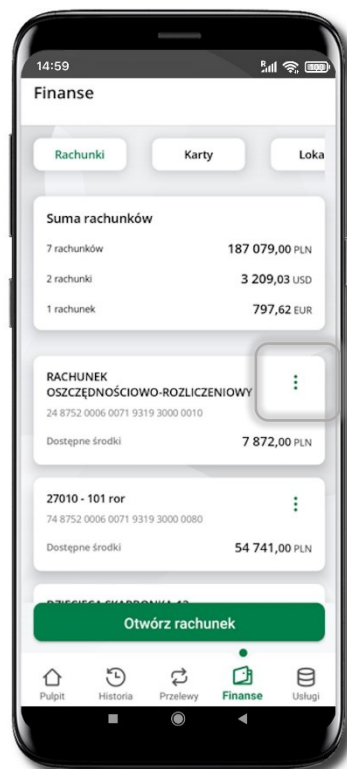 14:59
Finanse
Rachunki Karty Loka
Suma rachunków
7 rachunków 187 079,00 PLN
2 rachunki 3 209,03 USD
1 rachunek 797,62 EUR
RACHUNEK
OSZCZĘDNOŚCIOWO-ROZLICZENIOWY
24 8752 0006 0071 9319 3000 0010
Dostępne środki 7 872,00 PLN
27010 - 101 ror
74 8752 0006 0071 9319 3000 0080
Dostępne środki 54 741,00 PLN
Otwórz rachunek
Pulpit Historia Przelewy Finanse Usługi